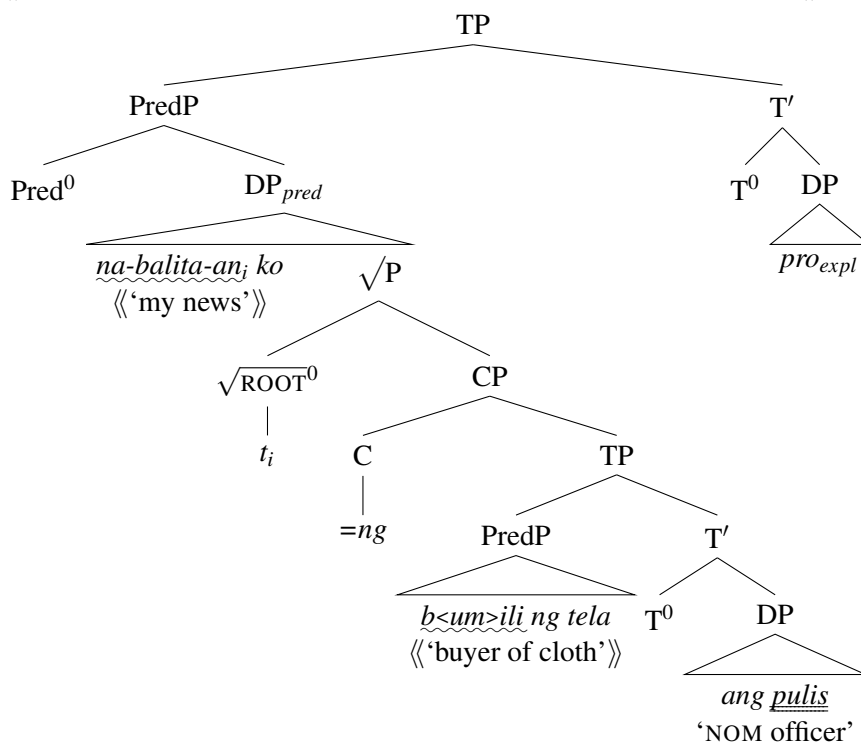 TP
PredP T′
Pred⁰ DPpred T⁰ DP
na-balita-anᵢ ko √P proexpl
⟪‘my news’⟫
√ROOT⁰ CP
tᵢ C TP
=ng PredP T′
b<um>ili ng tela T⁰ DP
⟪‘buyer of cloth’⟫
ang pulis
‘NOM officer’